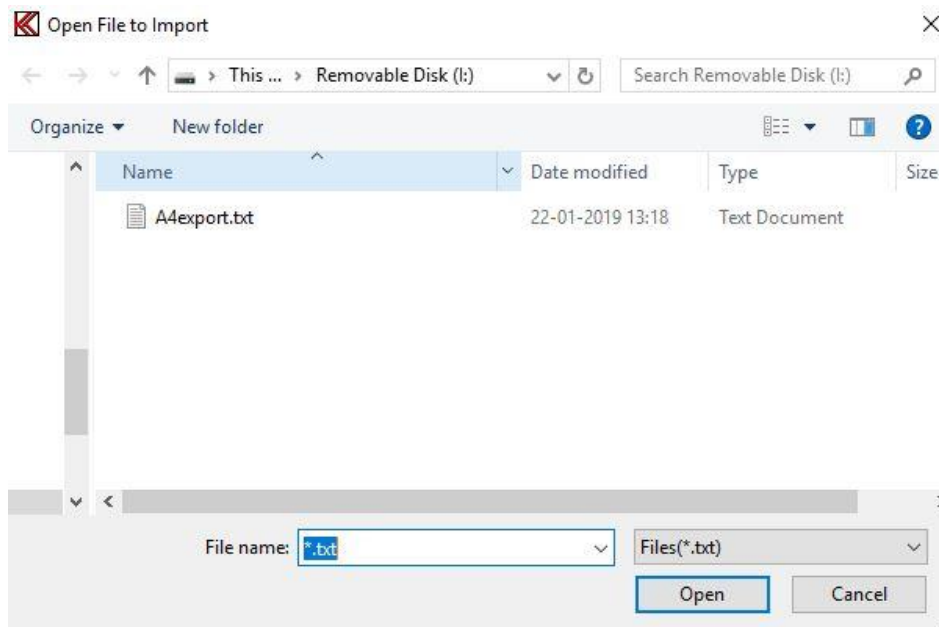 Open File to Import
This ... > Removable Disk (I:) Search Removable Disk (I:)
Organize New folder
Name Date modified Type Size
A4export.txt 22-01-2019 13:18 Text Document
File name: *.txt Files(*.txt)
Open Cancel